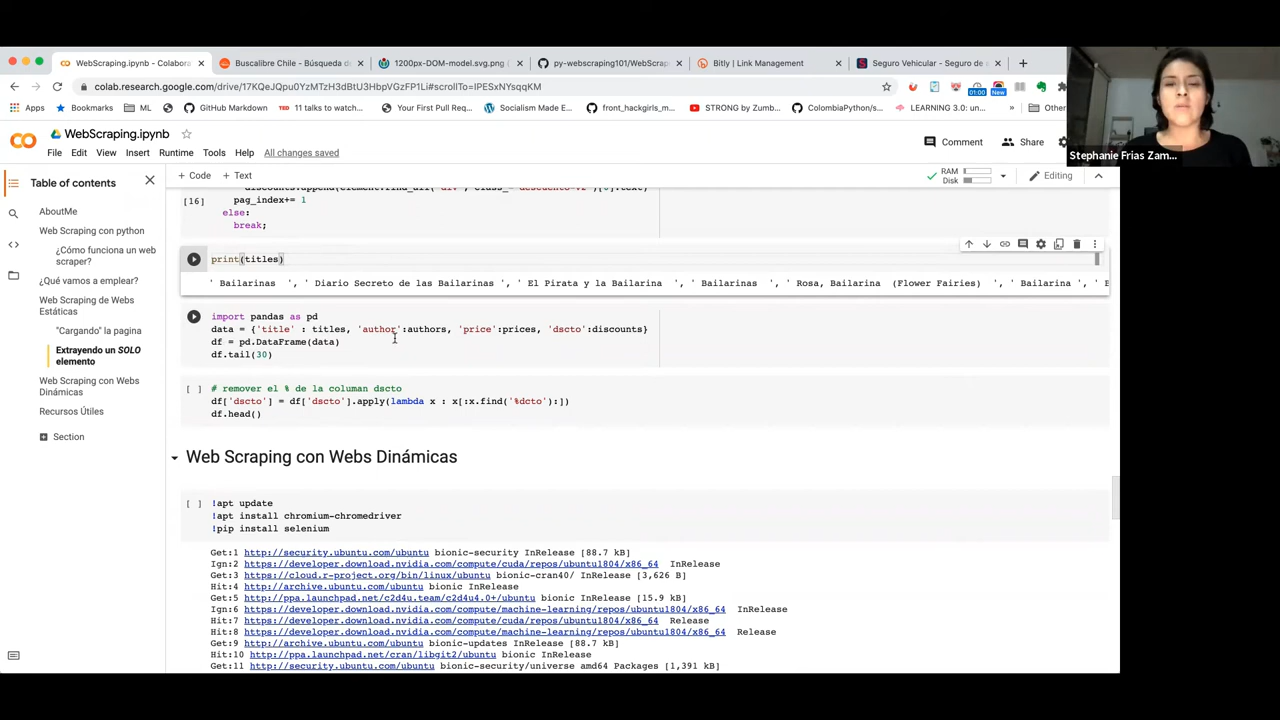 WebScraping.ipynb - Colabora
Buscalibre Chile - Búsqueda d
1200px-DOM-model.svg.png (
py-webscraping101/WebScrap
Bitly | Link Management
Seguro Vehicular - Seguro de
colab.research.google.com/drive/17KQeJQpu0YmTzH3dBtU3HbpVGzFP1Li#scrollTo=IPESxNYsqqKM
01:00
New
Apps
Bookmarks
ML
GitHub Markdown
TED 11 talks to watch...
Your First Pull Req...
Socialism Made E...
front_hackgirls_m...
STRONG by Zumb...
ColombiaPython/s...
LEARNING 3.0: un...
Other
WebScraping.ipynb
Comment
Share
File Edit View Insert Runtime Tools Help All changes saved
Stephanie Frias Zam...
Table of contents
+ Code + Text
RAM
Disk
Editing
AboutMe
Web Scraping con python
¿Cómo funciona un web
scraper?
¿Qué vamos a emplear?
Web Scraping de Webs
Estáticas
"Cargando" la pagina
Extrayendo un SOLO
elemento
Web Scraping con Webs
Dinámicas
Recursos Útiles
Section
discounts.append(element.find_all('div', class_='descuento-v2')[0].text)
[16] pag_index+= 1
else:
break;
print(titles)
' Bailarinas ', ' Diario Secreto de las Bailarinas ', ' El Pirata y la Bailarina ', ' Bailarinas ', ' Rosa, Bailarina (Flower Fairies) ', ' Bailarina ', ' B
import pandas as pd
data = {'title' : titles, 'author':authors, 'price':prices, 'dscto':discounts}
df = pd.DataFrame(data)
df.tail(30)
[ ] # remover el % de la columan dscto
df['dscto'] = df['dscto'].apply(lambda x : x[:x.find('%dcto'):])
df.head()
Web Scraping con Webs Dinámicas
[ ] !apt update
!apt install chromium-chromedriver
!pip install selenium
Get:1 http://security.ubuntu.com/ubuntu bionic-security InRelease [88.7 kB]
Ign:2 https://developer.download.nvidia.com/compute/cuda/repos/ubuntu1804/x86_64 InRelease
Get:3 https://cloud.r-project.org/bin/linux/ubuntu bionic-cran40/ InRelease [3,626 B]
Hit:4 http://archive.ubuntu.com/ubuntu bionic InRelease
Get:5 http://ppa.launchpad.net/c2d4u.team/c2d4u4.0+/ubuntu bionic InRelease [15.9 kB]
Ign:6 https://developer.download.nvidia.com/compute/machine-learning/repos/ubuntu1804/x86_64 InRelease
Hit:7 https://developer.download.nvidia.com/compute/cuda/repos/ubuntu1804/x86_64 Release
Hit:8 https://developer.download.nvidia.com/compute/machine-learning/repos/ubuntu1804/x86_64 Release
Get:9 http://archive.ubuntu.com/ubuntu bionic-updates InRelease [88.7 kB]
Hit:10 http://ppa.launchpad.net/cran/libgit2/ubuntu bionic InRelease
Get:11 http://security.ubuntu.com/ubuntu bionic-security/universe amd64 Packages [1,391 kB]